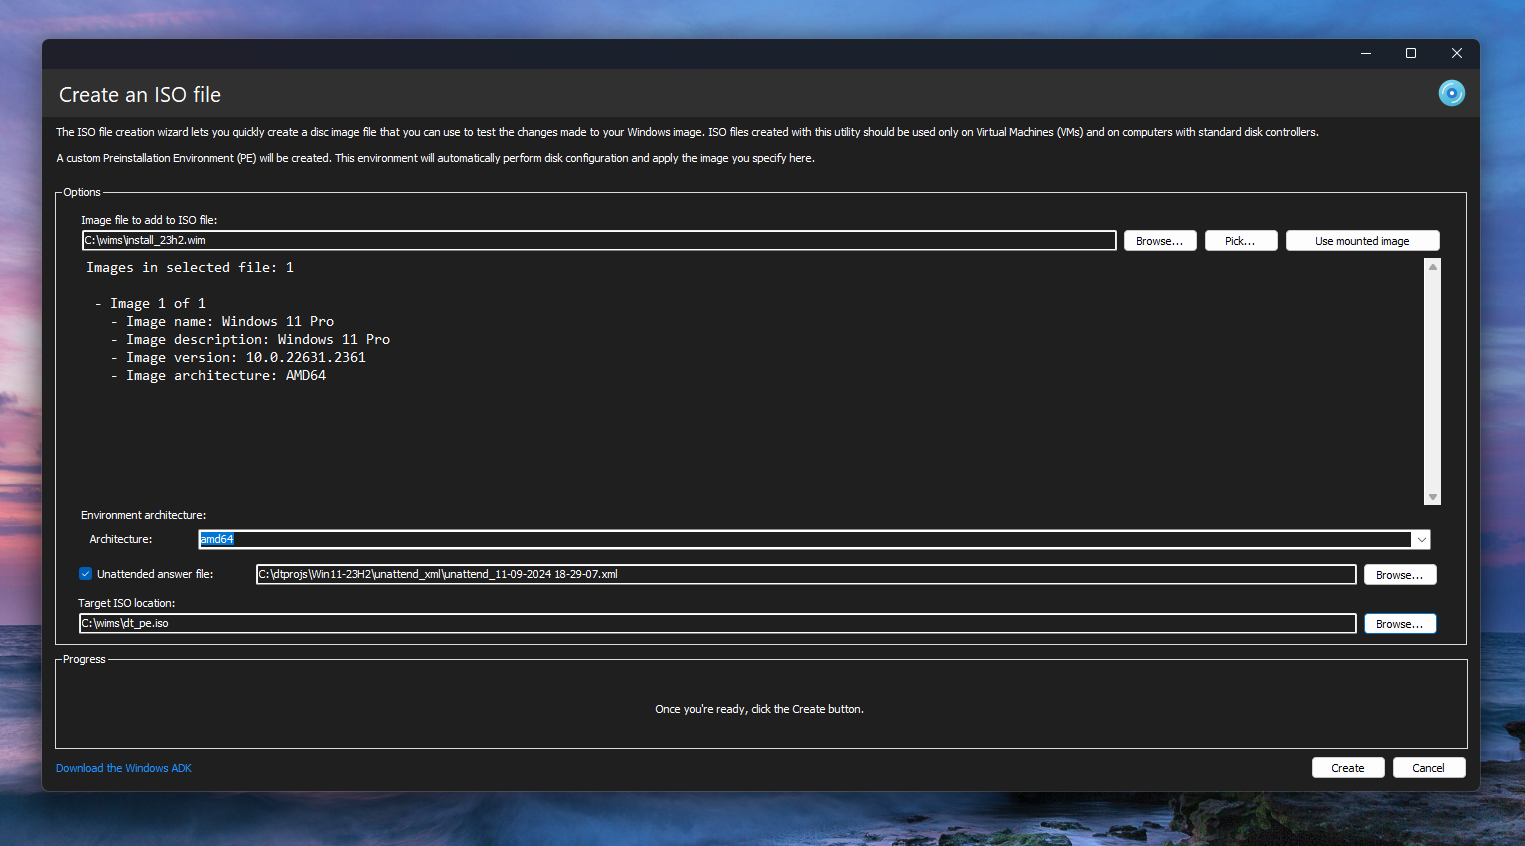 Create an ISO file
The ISO file creation wizard lets you quickly create a disc image file that you can use to test the changes made to your Windows image. ISO files created with this utility should be used only on Virtual Machines (VMs) and on computers with standard disk controllers.
A custom Preinstallation Environment (PE) will be created. This environment will automatically perform disk configuration and apply the image you specify here.
Options
Image file to add to ISO file:
C:\wims\install_23h2.wim Browse... Pick... Use mounted image
Images in selected file: 1
- Image 1 of 1
- Image name: Windows 11 Pro
- Image description: Windows 11 Pro
- Image version: 10.0.22631.2361
- Image architecture: AMD64
Environment architecture:
Architecture: amd64
Unattended answer file: C:\dtprojs\Win11-23H2\unattend_xml\unattend_11-09-2024 18-29-07.xml Browse...
Target ISO location:
C:\wims\dt_pe.iso Browse...
Progress
Once you're ready, click the Create button.
Download the Windows ADK Create Cancel